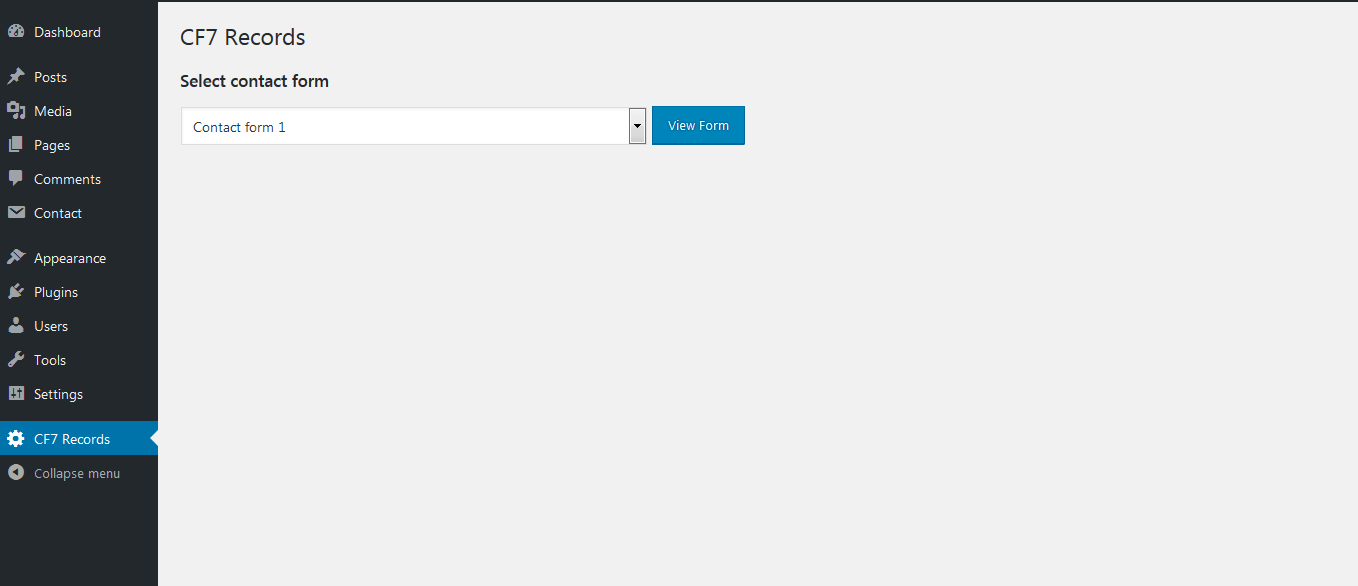 Dashboard
Posts
Media
Pages
Comments
Contact
Appearance
Plugins
Users
Tools
Settings
CF7 Records
Collapse menu
CF7 Records
Select contact form
Contact form 1
View Form